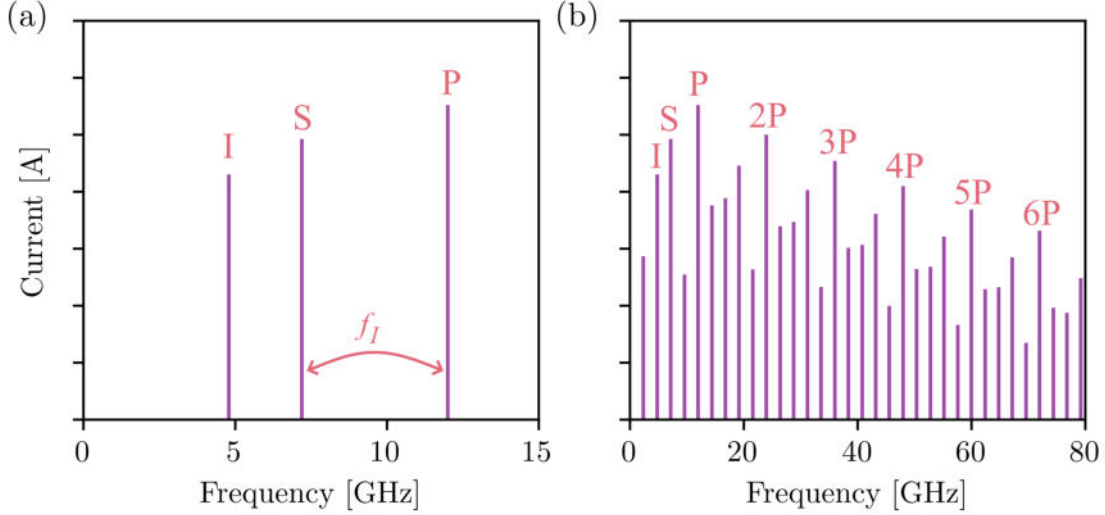 (a)
Current [A]
I
S
P
f_I
0
5
10
15
Frequency [GHz]
(b)
I
S
P
2P
3P
4P
5P
6P
0
20
40
60
80
Frequency [GHz]